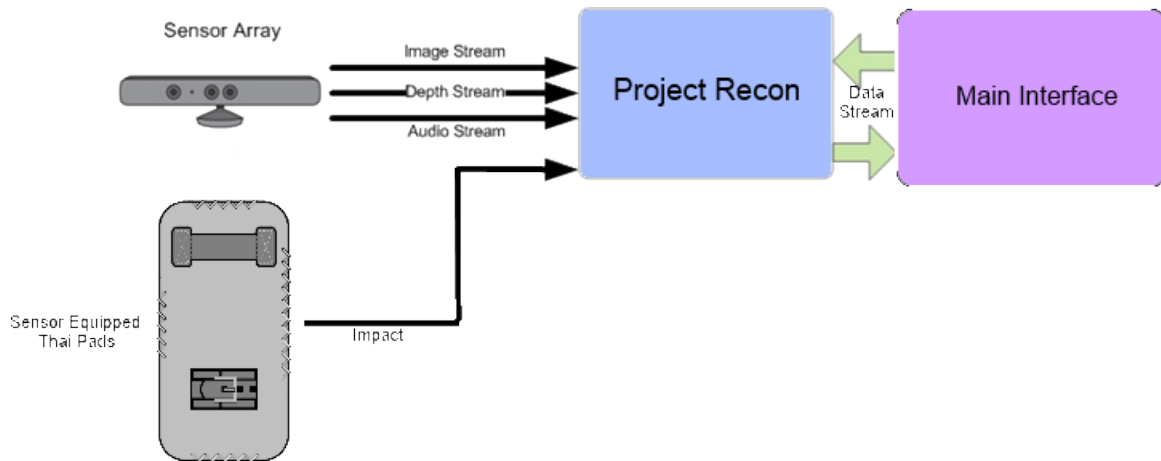 Sensor Array
Image Stream
Depth Stream
Audio Stream
Project Recon
Data
Stream
Main Interface
Sensor Equipped
Thai Pads
Impact